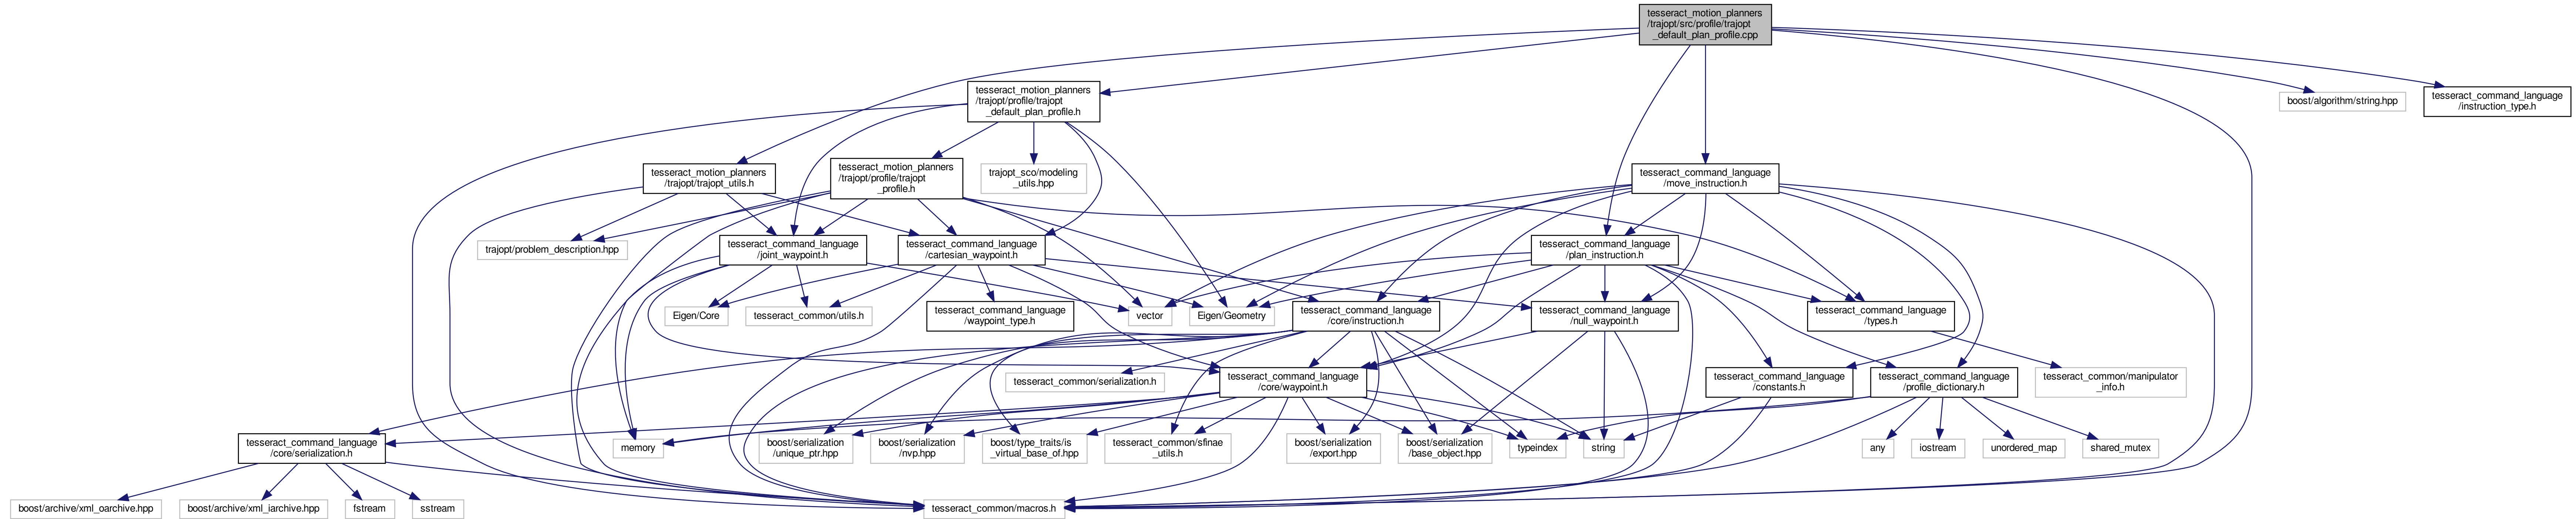 tesseract_motion_planners
/trajopt/src/profile/trajopt
_default_plan_profile.cpp
tesseract_motion_planners
/trajopt/profile/trajopt
_default_plan_profile.h
boost/algorithm/string.hpp
tesseract_command_language
/instruction_type.h
tesseract_motion_planners
/trajopt/trajopt_utils.h
tesseract_motion_planners
/trajopt/profile/trajopt
_profile.h
trajopt_sco/modeling
_utils.hpp
tesseract_command_language
/move_instruction.h
trajopt/problem_description.hpp
tesseract_command_language
/joint_waypoint.h
tesseract_command_language
/cartesian_waypoint.h
tesseract_command_language
/plan_instruction.h
Eigen/Core
tesseract_common/utils.h
tesseract_command_language
/waypoint_type.h
vector
Eigen/Geometry
tesseract_command_language
/core/instruction.h
tesseract_command_language
/null_waypoint.h
tesseract_command_language
/types.h
tesseract_common/serialization.h
tesseract_command_language
/core/waypoint.h
tesseract_command_language
/constants.h
tesseract_command_language
/profile_dictionary.h
tesseract_common/manipulator
_info.h
tesseract_command_language
/core/serialization.h
memory
boost/serialization
/unique_ptr.hpp
boost/serialization
/nvp.hpp
boost/type_traits/is
_virtual_base_of.hpp
tesseract_common/sfinae
_utils.h
boost/serialization
/export.hpp
boost/serialization
/base_object.hpp
typeindex
string
any
iostream
unordered_map
shared_mutex
boost/archive/xml_oarchive.hpp
boost/archive/xml_iarchive.hpp
fstream
sstream
tesseract_common/macros.h